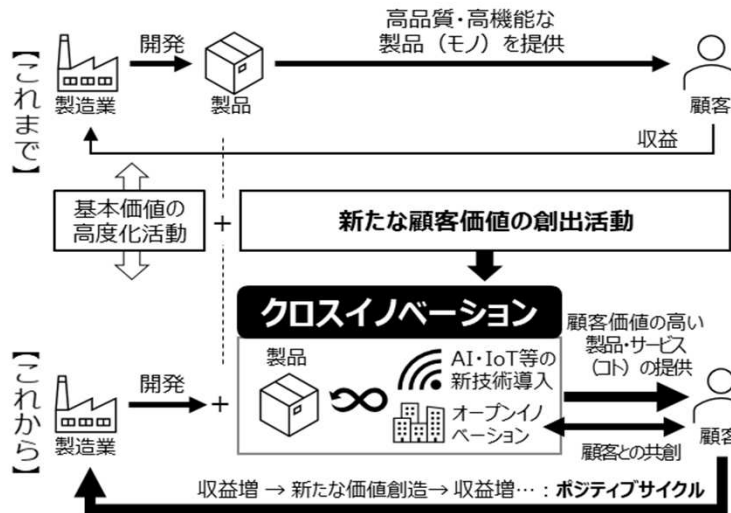 【これまで】
開発
高品質・高機能な
製品（モノ）を提供
製造業
製品
顧客
収益
基本価値の
高度化活動
+
新たな顧客価値の創出活動
クロスイノベーション
【これから】
開発
製造業
+
製品
AI・IoT等の
新技術導入
オープンイノ
ベーション
顧客価値の高い
製品・サービス
（コト）の提供
顧客との共創
顧客
収益増 → 新たな価値創造→ 収益増…：ポジティブサイクル